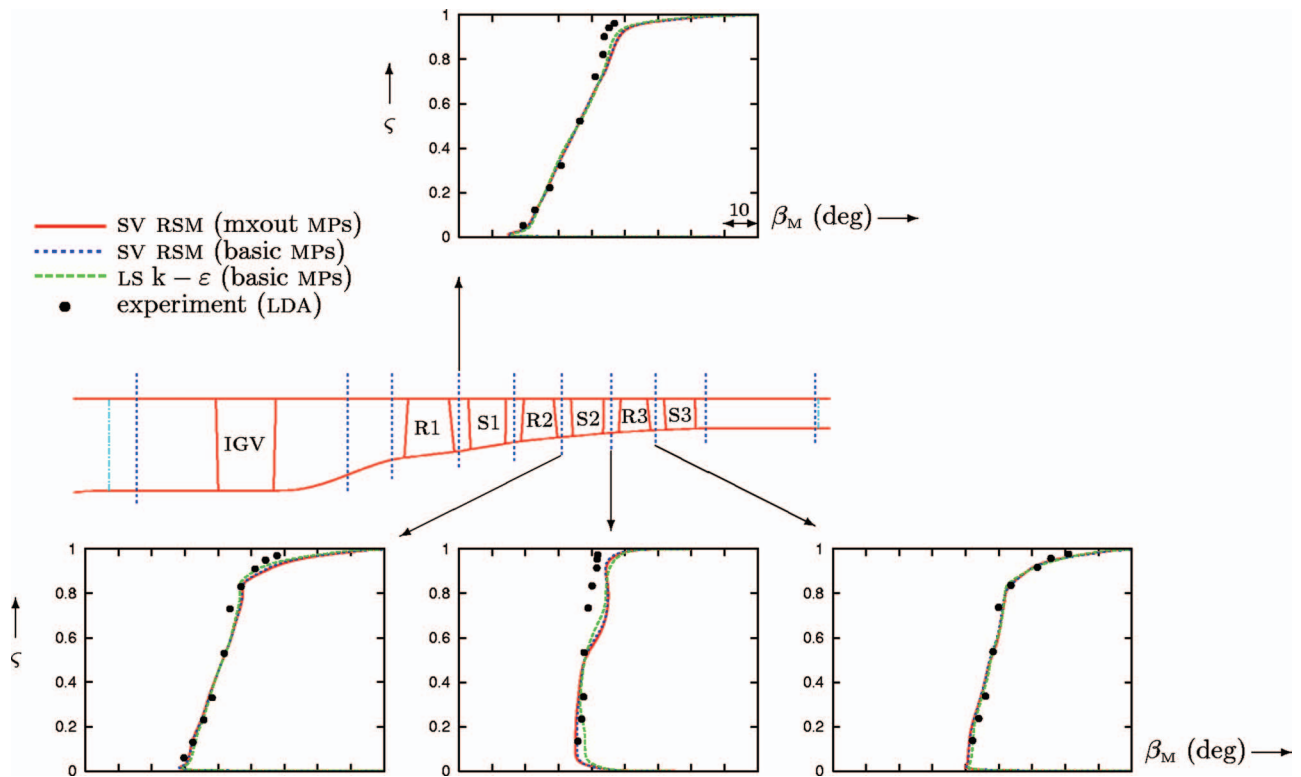 1
0.8
0.6
0.4
0.2
0
ς
10
β_M (deg)
SV RSM (mxout MPs)
SV RSM (basic MPs)
LS k − ε (basic MPs)
experiment (LDA)
IGV
R1
S1
R2
S2
R3
S3
1
0.8
0.6
0.4
0.2
0
ς
1
0.8
0.6
0.4
0.2
0
1
0.8
0.6
0.4
0.2
0
β_M (deg)